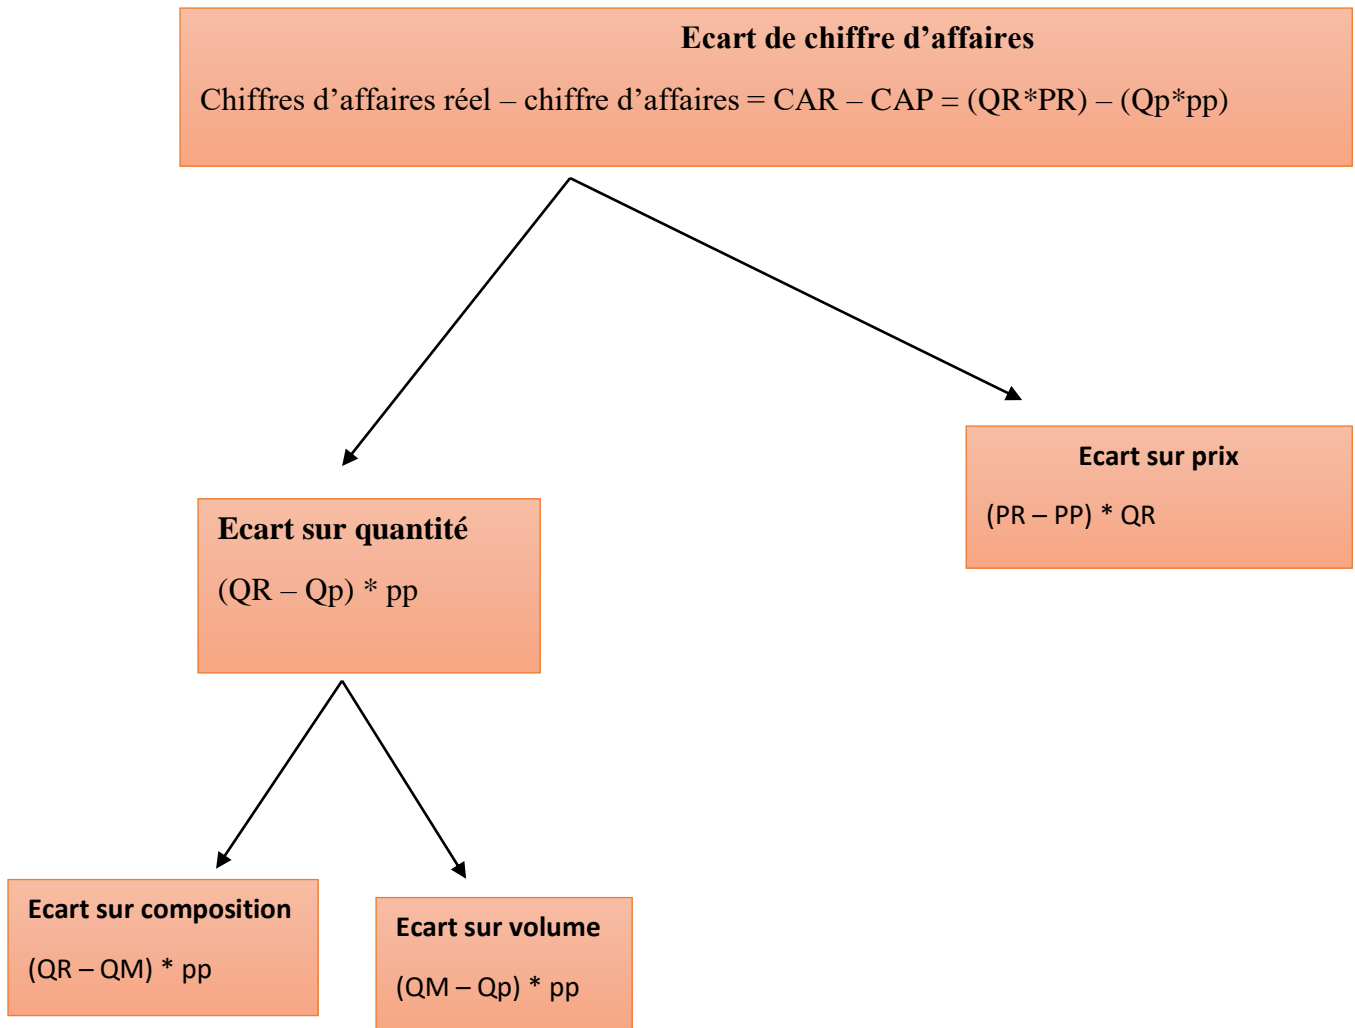 Ecart de chiffre d’affaires
Chiffres d’affaires réel – chiffre d’affaires = CAR – CAP = (QR*PR) – (Qp*pp)
Ecart sur prix
(PR – PP) * QR
Ecart sur quantité
(QR – Qp) * pp
Ecart sur composition
(QR – QM) * pp
Ecart sur volume
(QM – Qp) * pp